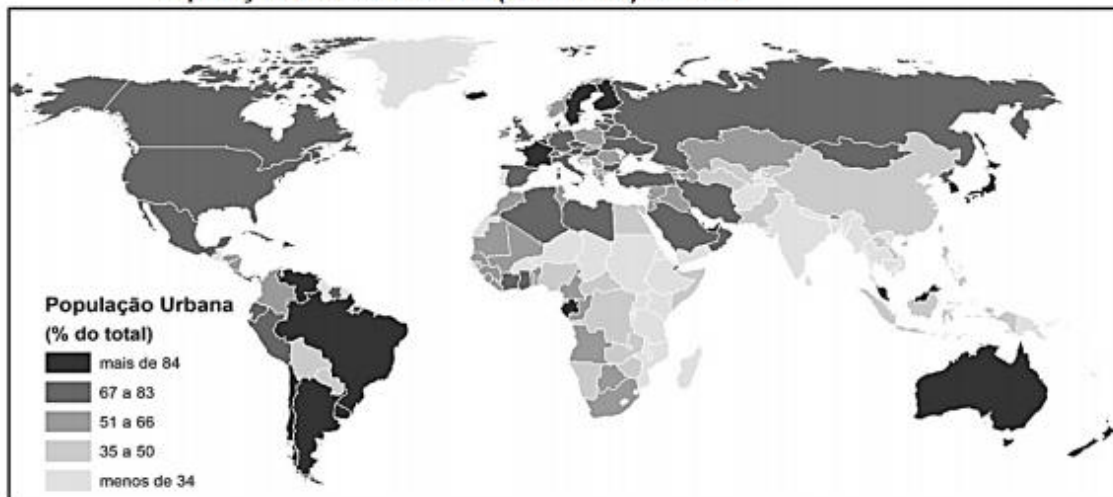 População Urbana
(% do total)
mais de 84
67 a 83
51 a 66
35 a 50
menos de 34